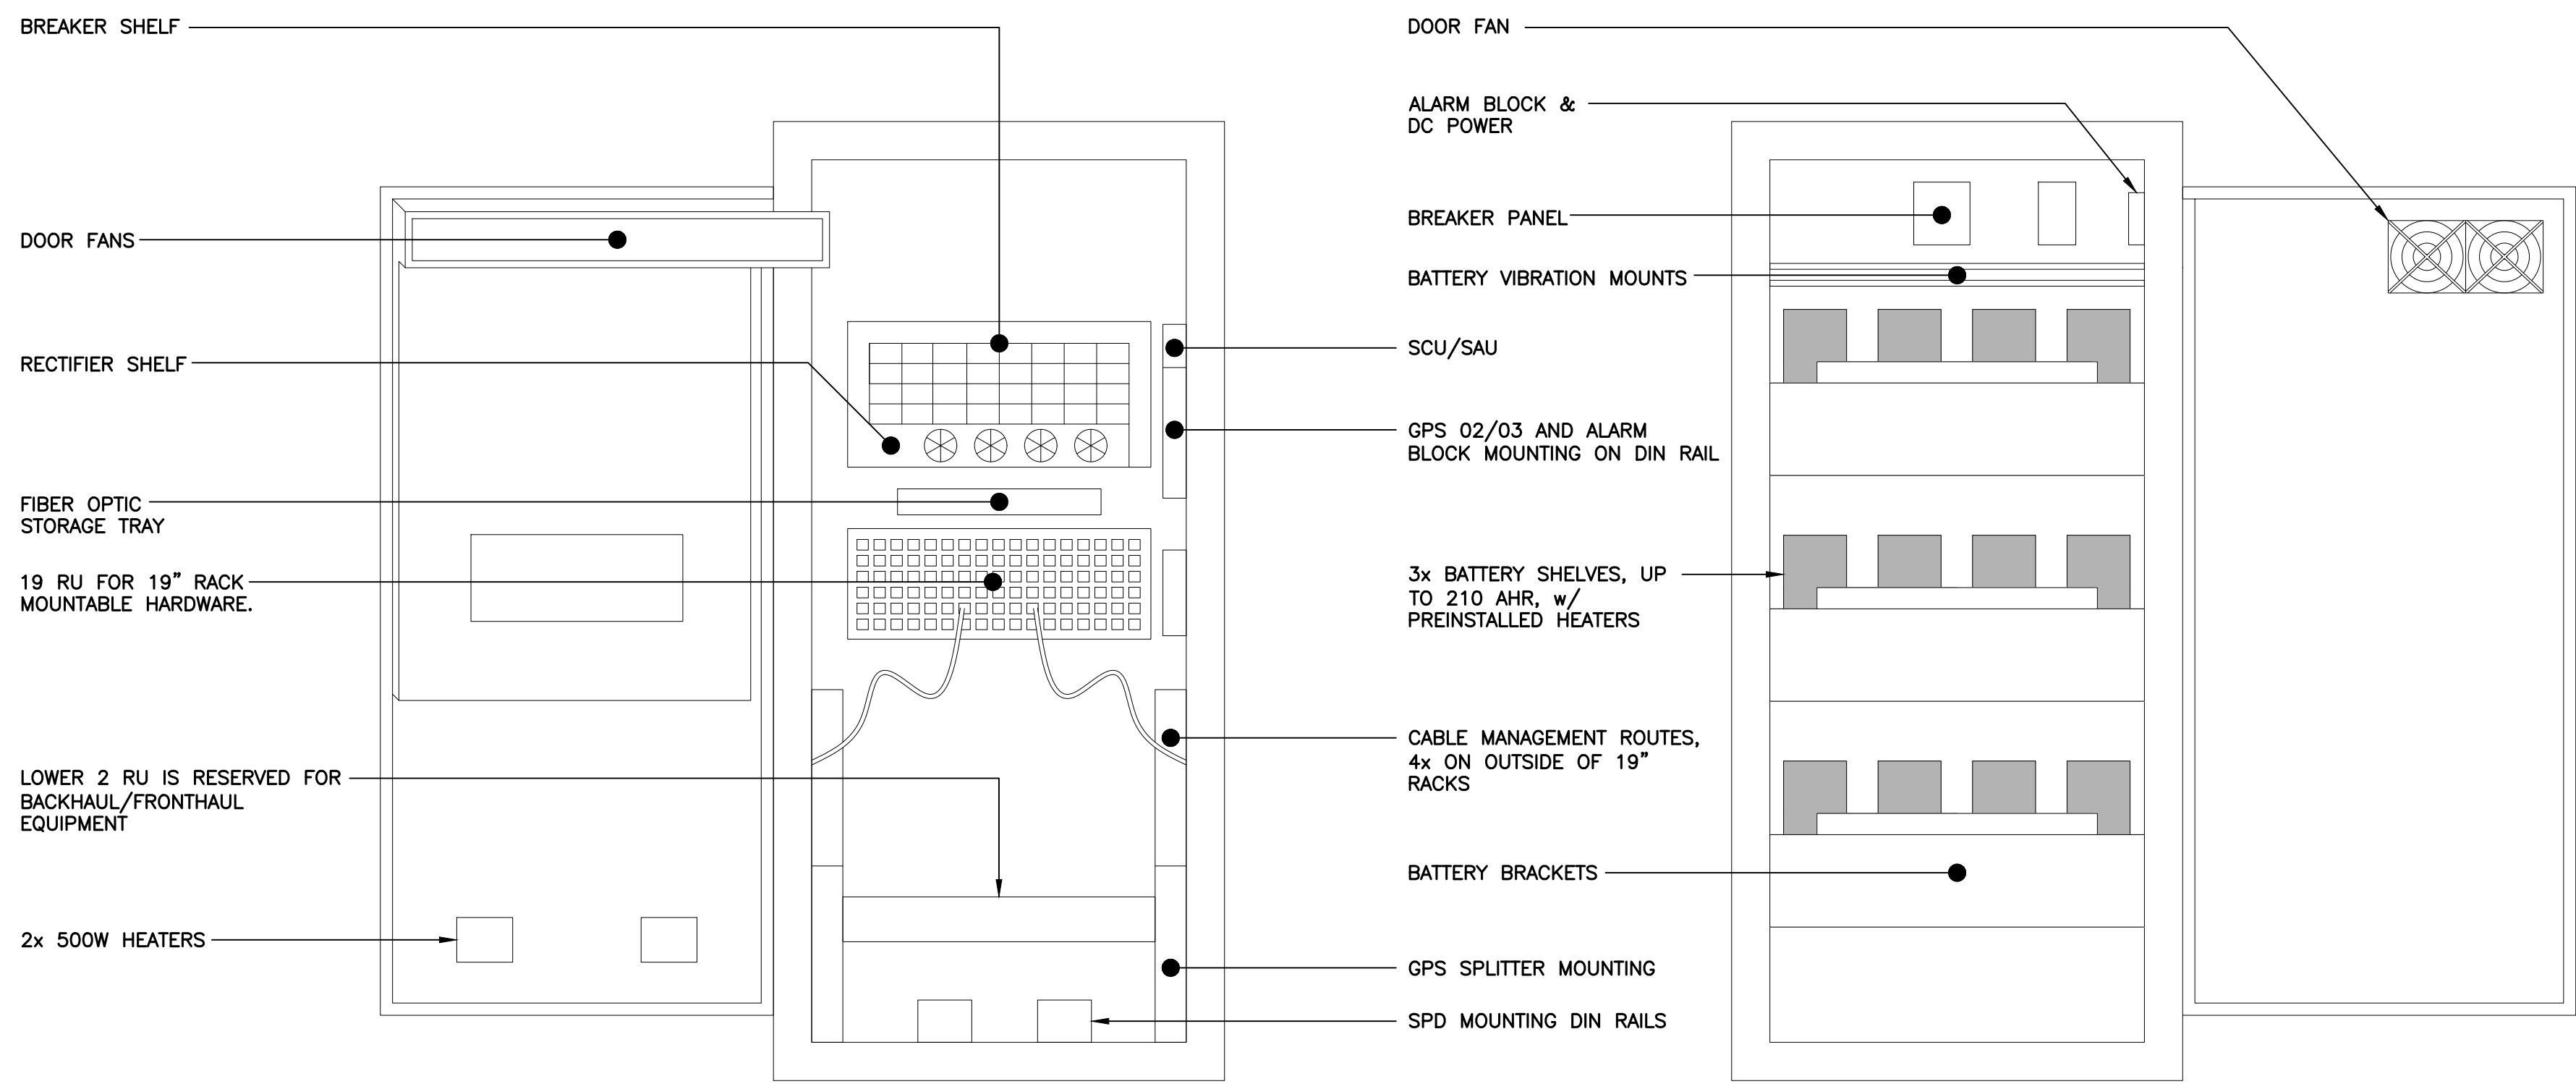 BREAKER SHELF
DOOR FANS
RECTIFIER SHELF
FIBER OPTIC
STORAGE TRAY
19 RU FOR 19" RACK
MOUNTABLE HARDWARE.
LOWER 2 RU IS RESERVED FOR
BACKHAUL/FRONTHAUL
EQUIPMENT
2x 500W HEATERS
DOOR FAN
ALARM BLOCK &
DC POWER
BREAKER PANEL
BATTERY VIBRATION MOUNTS
SCU/SAU
GPS 02/03 AND ALARM
BLOCK MOUNTING ON DIN RAIL
3x BATTERY SHELVES, UP
TO 210 AHR, w/
PREINSTALLED HEATERS
CABLE MANAGEMENT ROUTES,
4x ON OUTSIDE OF 19"
RACKS
BATTERY BRACKETS
GPS SPLITTER MOUNTING
SPD MOUNTING DIN RAILS